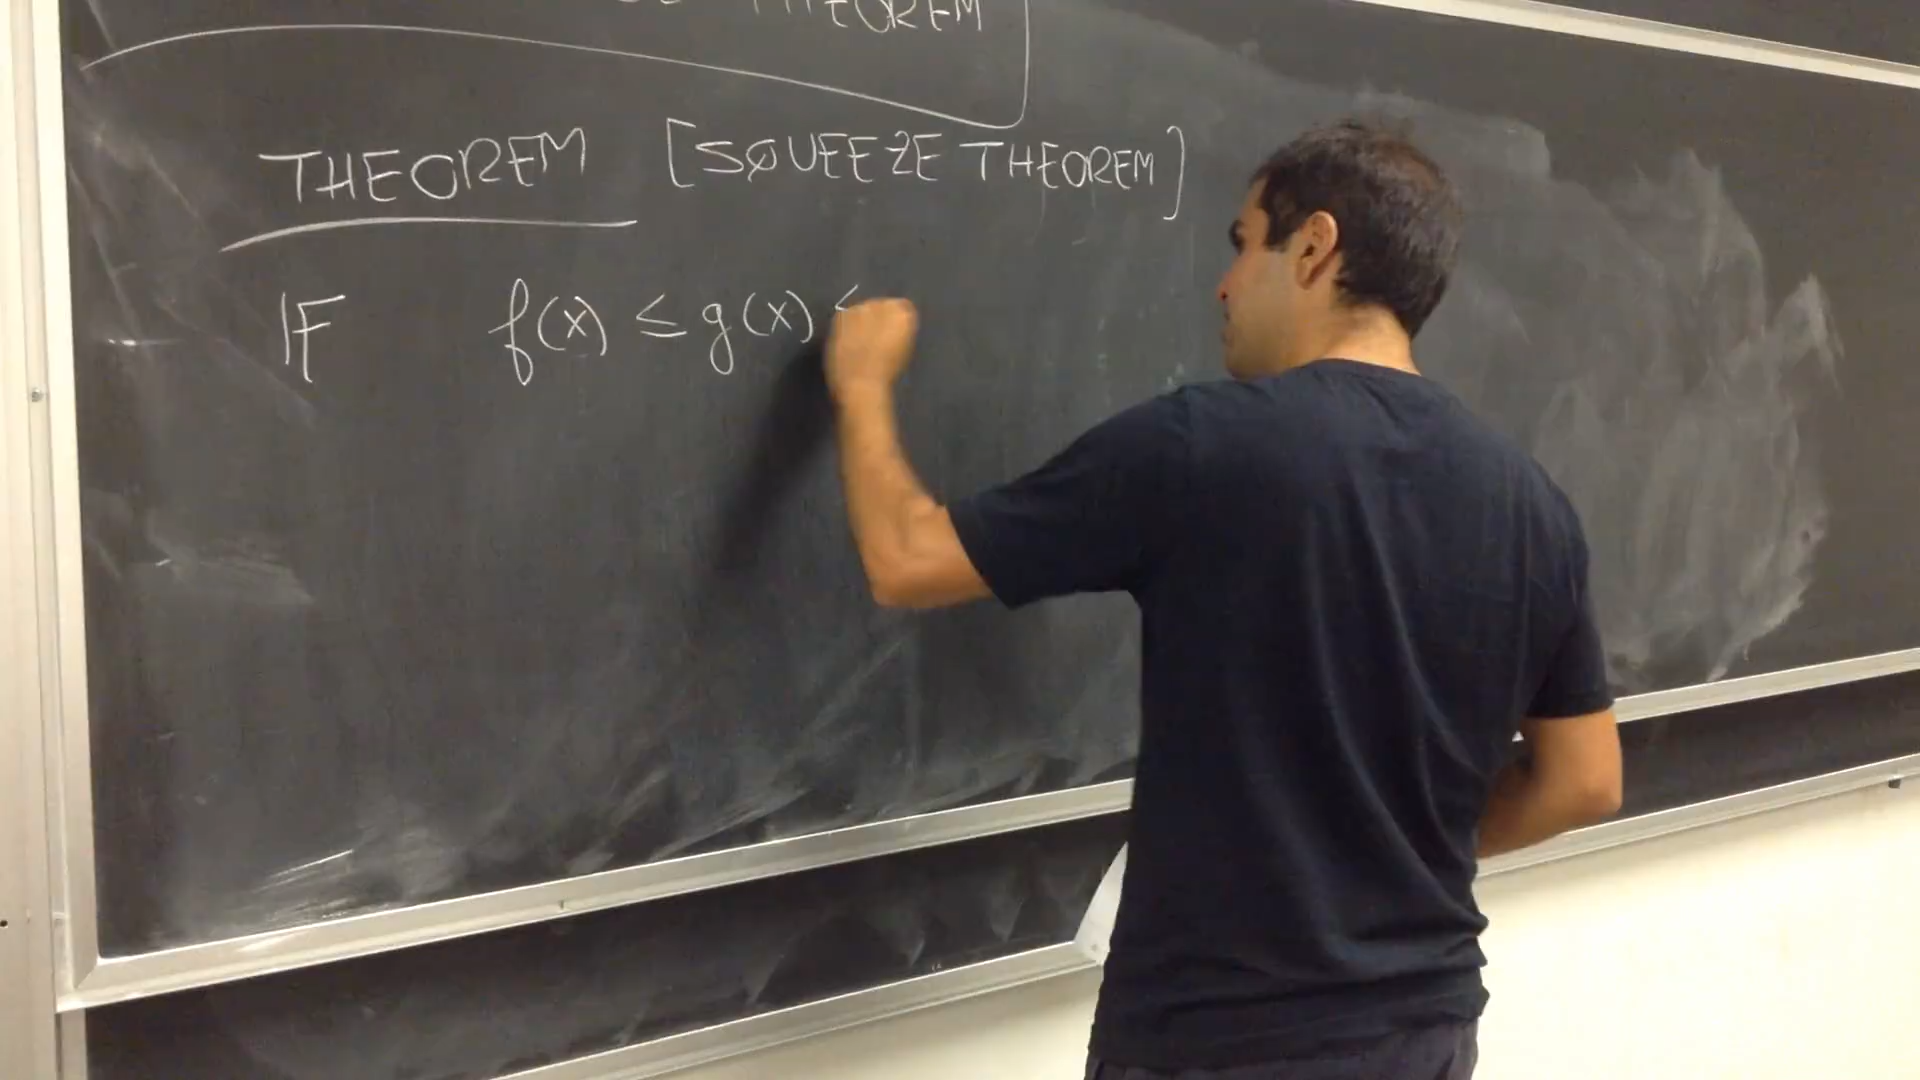 THEOREM
THEOREM [SQUEEZE THEOREM]
IF f(x) ≤ g(x) ≤